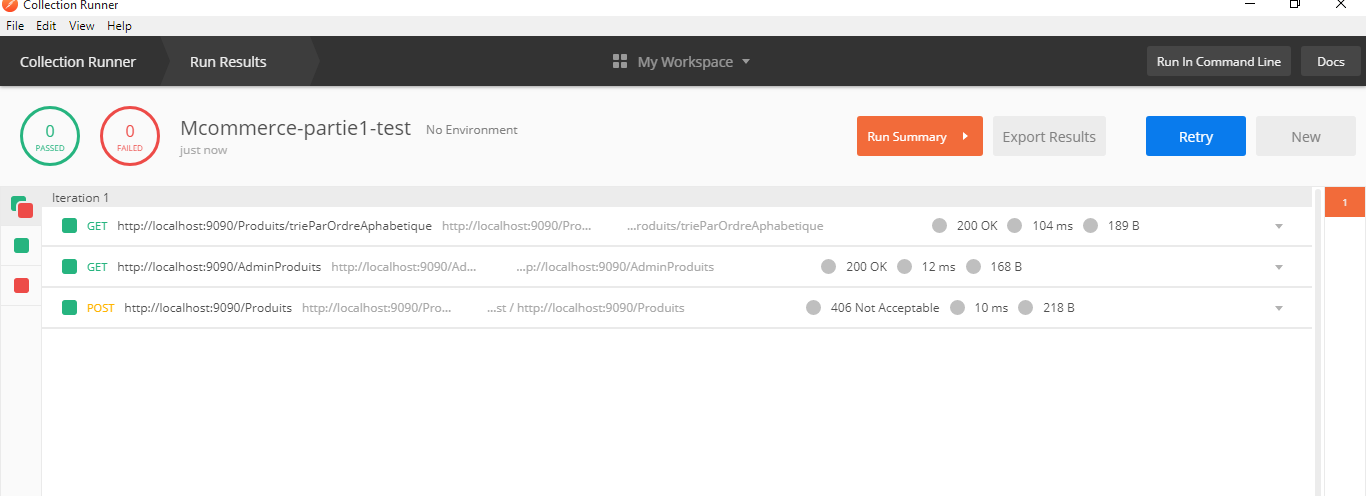 Collection Runner
File Edit View Help
Collection Runner Run Results My Workspace Run In Command Line Docs
0 PASSED
0 FAILED
Mcommerce-partie1-test No Environment
just now
Run Summary Export Results Retry New
Iteration 1
1
GET http://localhost:9090/Produits/trieParOrdreAphabetique http://localhost:9090/Pro... ...roduits/trieParOrdreAphabetique 200 OK 104 ms 189 B
GET http://localhost:9090/AdminProduits http://localhost:9090/Ad... ...p://localhost:9090/AdminProduits 200 OK 12 ms 168 B
POST http://localhost:9090/Produits http://localhost:9090/Pro... ...st / http://localhost:9090/Produits 406 Not Acceptable 10 ms 218 B